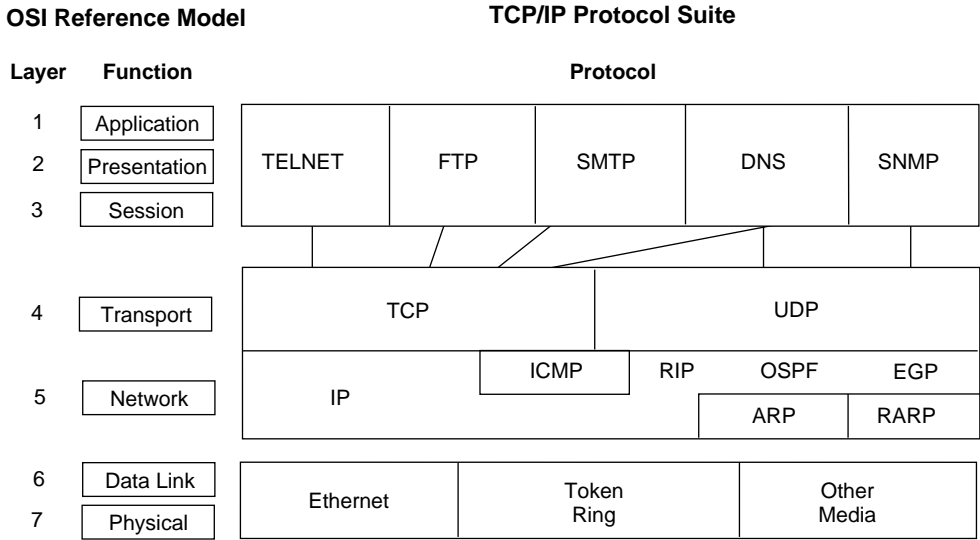 OSI Reference Model
TCP/IP Protocol Suite
Layer Function Protocol
1 Application
2 Presentation
3 Session
TELNET FTP SMTP DNS SNMP
4 Transport
TCP UDP
5 Network
IP
ICMP RIP OSPF EGP
ARP RARP
6 Data Link
7 Physical
Ethernet
Token
Ring
Other
Media